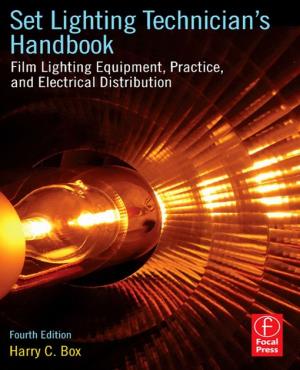 Set Lighting Technician's
Handbook
Film Lighting Equipment, Practice,
and Electrical Distribution
Fourth Edition
Harry C. Box
Focal
Press